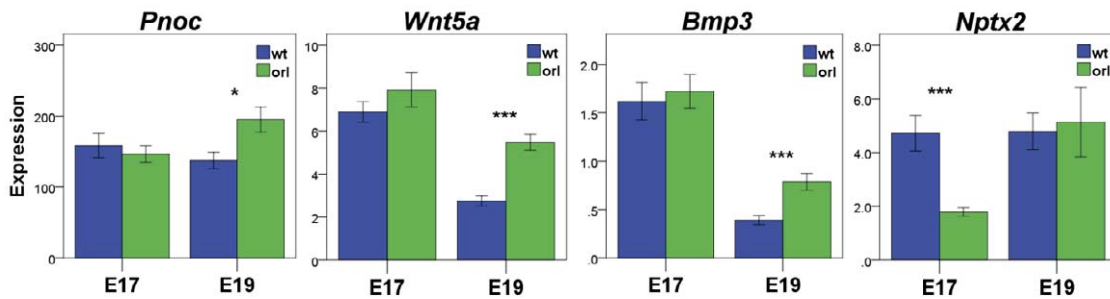 Pnoc Wnt5a Bmp3 Nptx2
Expression
300
200
100
0
wt
orl
*
E17 E19
10
8
6
4
2
0
wt
orl
***
E17 E19
2.0
1.5
1.0
.5
.0
wt
orl
***
E17 E19
8.0
6.0
4.0
2.0
.0
wt
orl
***
E17 E19